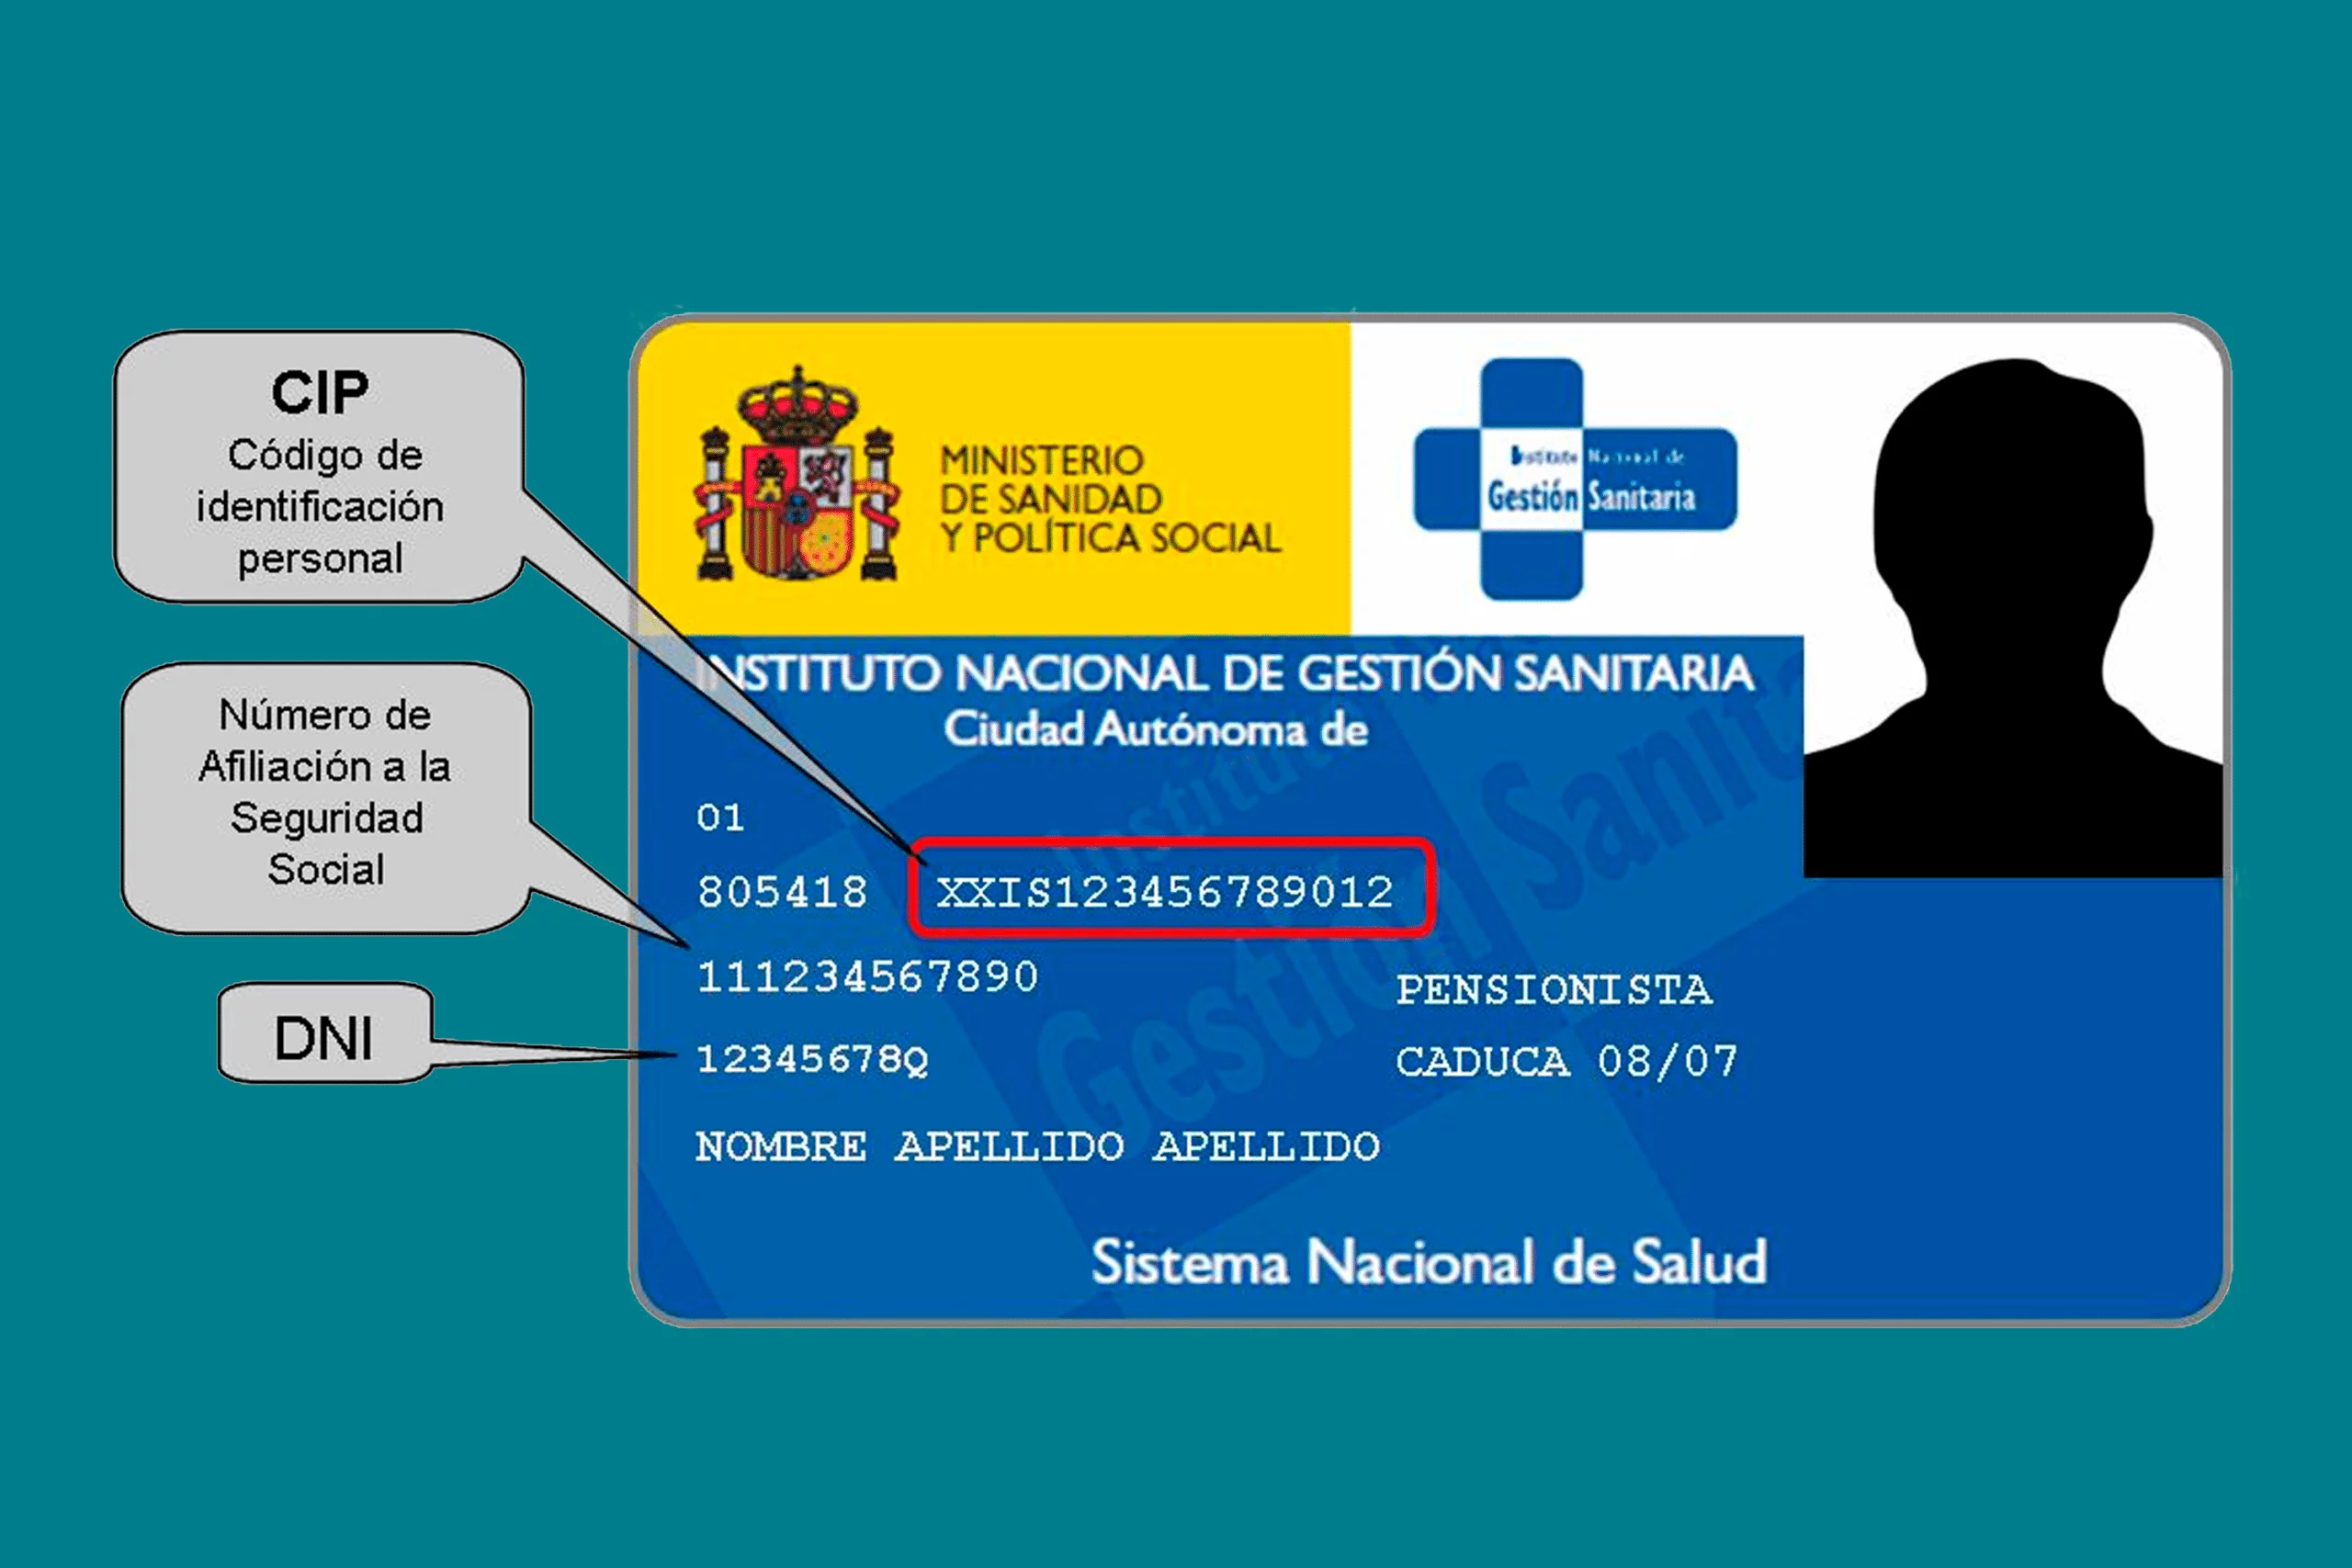 CIP
Código de
identificación
personal
Número de
Afiliación a la
Seguridad
Social
DNI
MINISTERIO
DE SANIDAD
Y POLÍTICA SOCIAL
Instituto Nacional de
Gestión Sanitaria
INSTITUTO NACIONAL DE GESTIÓN SANITARIA
Ciudad Autónoma de
01
805418 XXIS123456789012
111234567890
PENSIONISTA
12345678Q
CADUCA 08/07
NOMBRE APELLIDO APELLIDO
Sistema Nacional de Salud